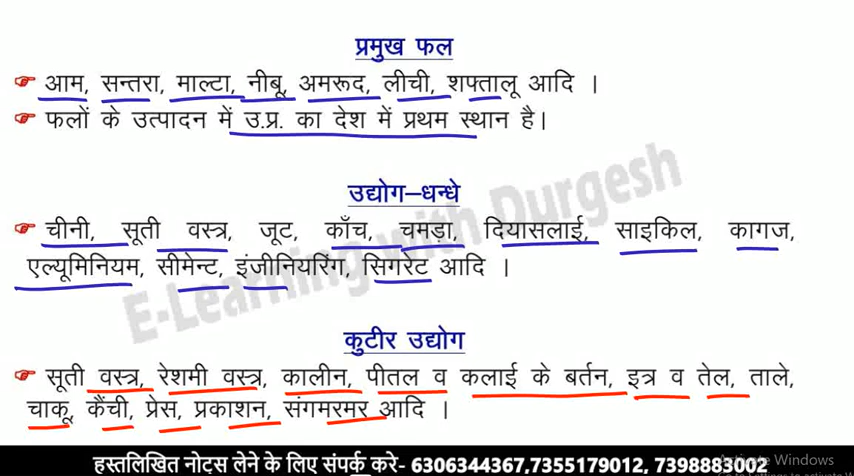 प्रमुख फल
☞ आम, सन्तरा, माल्टा, नीबू, अमरूद, लीची, शफ्तालू आदि ।
☞ फलों के उत्पादन में उ.प्र. का देश में प्रथम स्थान है।
उद्योग–धन्धे
☞ चीनी, सूती वस्त्र, जूट, काँच, चमड़ा, दियासलाई, साइकिल, कागज,
एल्यूमिनियम, सीमेन्ट, इंजीनियरिंग, सिगरेट आदि ।
E-Learning with Durgesh
कुटीर उद्योग
☞ सूती वस्त्र, रेशमी वस्त्र, कालीन, पीतल व कलाई के बर्तन, इत्र व तेल, ताले,
चाकू, कैंची, प्रेस, प्रकाशन, संगमरमर आदि ।
Activate Windows
हस्तलिखित नोट्स लेने के लिए संपर्क करे- 6306344367,7355179012, 7398883002